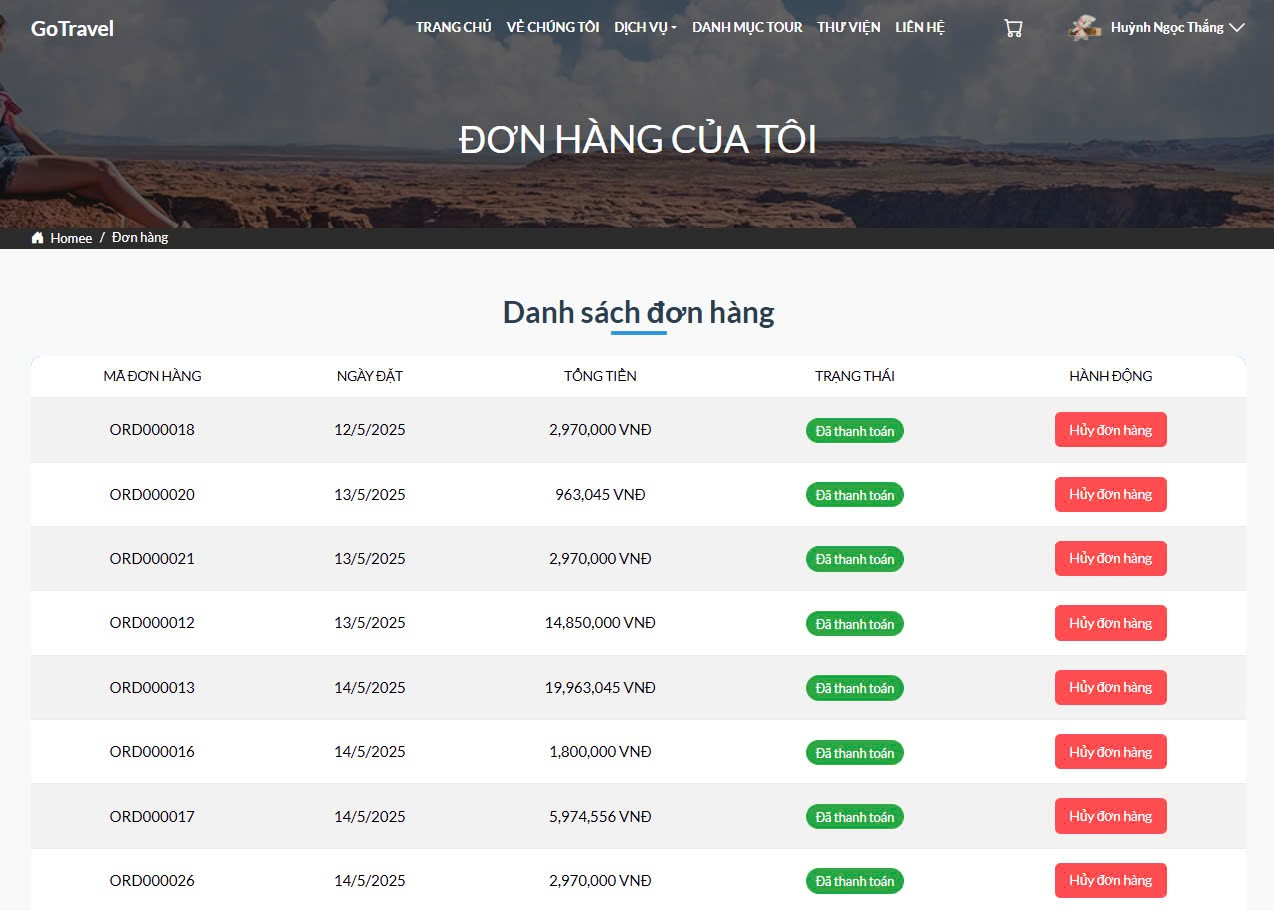 GoTravel TRANG CHỦ VỀ CHÚNG TÔI DỊCH VỤ DANH MỤC TOUR THƯ VIỆN LIÊN HỆ Huỳnh Ngọc Thắng
ĐƠN HÀNG CỦA TÔI
Homee / Đơn hàng
Danh sách đơn hàng
MÃ ĐƠN HÀNG NGÀY ĐẶT TỔNG TIỀN TRẠNG THÁI HÀNH ĐỘNG
ORD000018 12/5/2025 2,970,000 VNĐ Đã thanh toán Hủy đơn hàng
ORD000020 13/5/2025 963,045 VNĐ Đã thanh toán Hủy đơn hàng
ORD000021 13/5/2025 2,970,000 VNĐ Đã thanh toán Hủy đơn hàng
ORD000012 13/5/2025 14,850,000 VNĐ Đã thanh toán Hủy đơn hàng
ORD000013 14/5/2025 19,963,045 VNĐ Đã thanh toán Hủy đơn hàng
ORD000016 14/5/2025 1,800,000 VNĐ Đã thanh toán Hủy đơn hàng
ORD000017 14/5/2025 5,974,556 VNĐ Đã thanh toán Hủy đơn hàng
ORD000026 14/5/2025 2,970,000 VNĐ Đã thanh toán Hủy đơn hàng